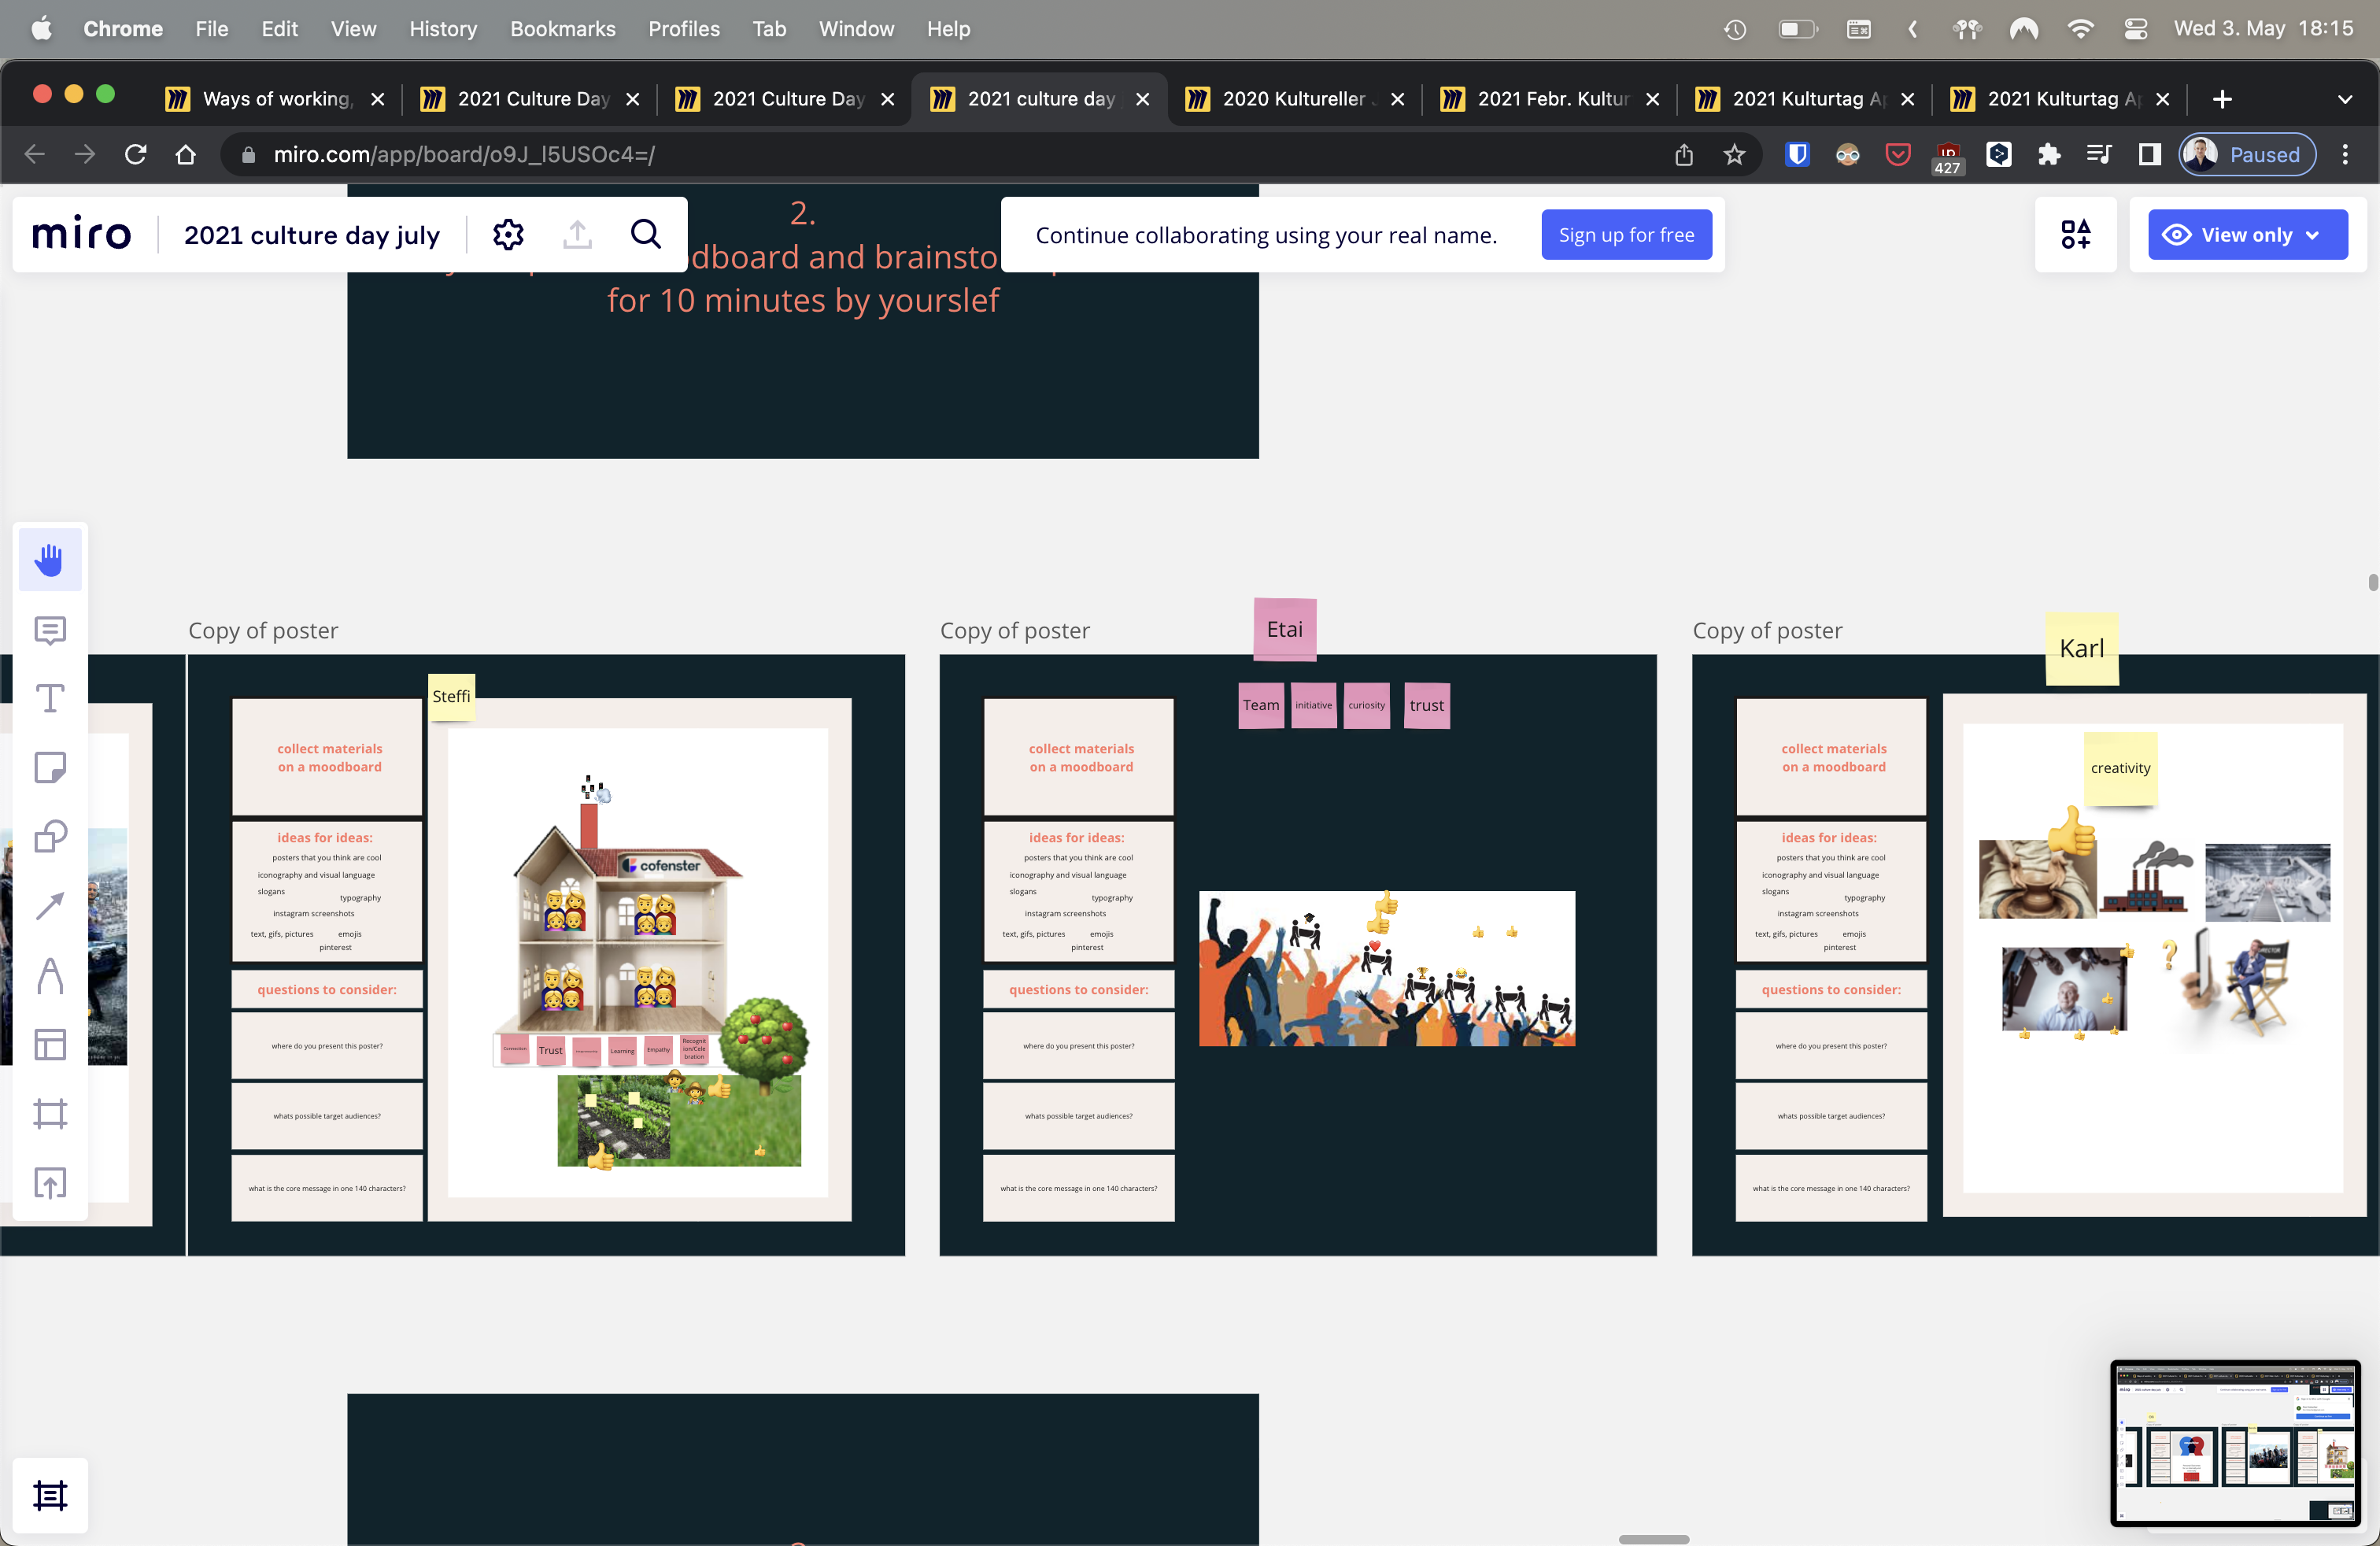 Chrome File Edit View History Bookmarks Profiles Tab Window Help
Wed 3. May 18:15
Ways of working,
2021 Culture Day
2021 Culture Day
2021 culture day
2020 Kultureller
2021 Febr. Kultur
2021 Kulturtag Ap
2021 Kulturtag Ap
miro.com/app/board/o9J_l5USOc4=/
427
Paused
miro
2021 culture day july
Continue collaborating using your real name.
Sign up for free
View only
2.
dboard and brainsto
for 10 minutes by yourslef
Copy of poster
Steffi
collect materials
on a moodboard
ideas for ideas:
posters that you think are cool
iconography and visual language
slogans
typography
instagram screenshots
text, gifs, pictures
emojis
pinterest
questions to consider:
where do you present this poster?
whats possible target audiences?
what is the core message in one 140 characters?
cofenster
Connection
Trust
Learning
Empathy
Recognit
ion/Cele
bration
Copy of poster
Etai
Team
initiative
curiosity
trust
collect materials
on a moodboard
ideas for ideas:
posters that you think are cool
iconography and visual language
slogans
typography
instagram screenshots
text, gifs, pictures
emojis
pinterest
questions to consider:
where do you present this poster?
whats possible target audiences?
what is the core message in one 140 characters?
Copy of poster
Karl
collect materials
on a moodboard
ideas for ideas:
posters that you think are cool
iconography and visual language
slogans
typography
instagram screenshots
text, gifs, pictures
emojis
pinterest
questions to consider:
where do you present this poster?
whats possible target audiences?
what is the core message in one 140 characters?
creativity